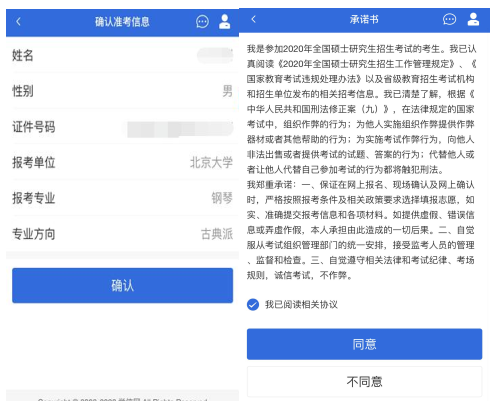 确认准考信息
姓名
性别 男
证件号码
报考单位 北京大学
报考专业 钢琴
专业方向 古典派
确认
承诺书
我是参加2020年全国硕士研究生招生考试的考生。我已认
真阅读《2020年全国硕士研究生招生工作管理规定》、《
国家教育考试违规处理办法》以及省级教育招生考试机构
和招生单位发布的相关招考信息。我已清楚了解，根据《
中华人民共和国刑法修正案（九）》，在法律规定的国家
考试中，组织作弊的行为；为他人实施组织作弊提供作弊
器材或者其他帮助的行为；为实施考试作弊行为，向他人
非法出售或者提供考试的试题、答案的行为；代替他人或
者让他人代替自己参加考试的行为都将触犯刑法。
我郑重承诺：一、保证在网上报名、现场确认及网上确认
时，严格按照报考条件及相关政策要求选择填报志愿，如
实、准确提交报考信息和各项材料。如提供虚假、错误信
息或弄虚作假，本人承担由此造成的一切后果。二、自觉
服从考试组织管理部门的统一安排，接受监考人员的管理
、监督和检查。三、自觉遵守相关法律和考试纪律、考场
规则，诚信考试，不作弊。
我已阅读相关协议
同意
不同意